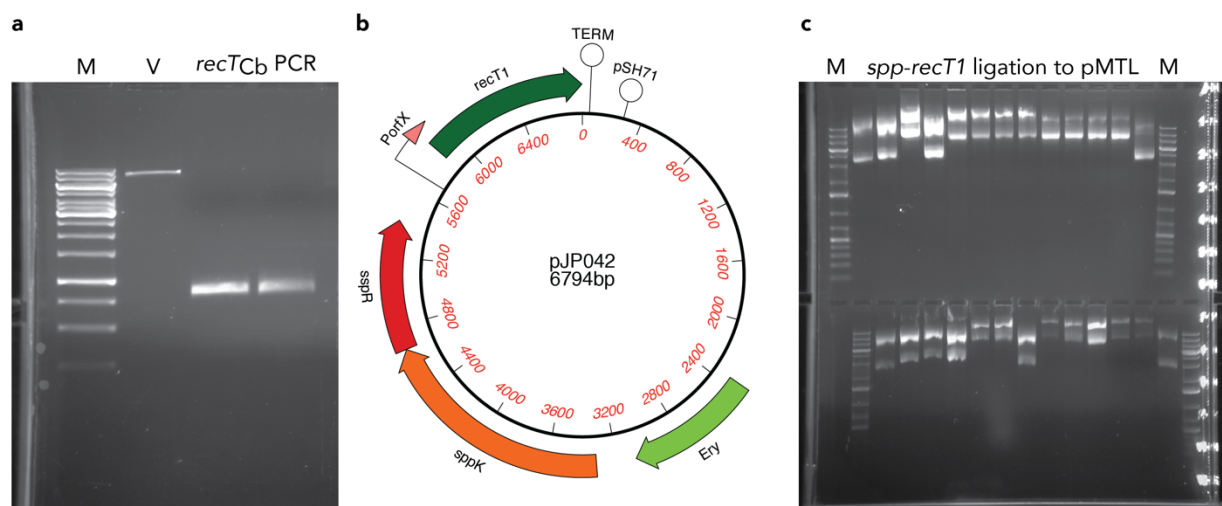 a
M V recTCb PCR
b
TERM
pSH71
recT1
PorfX
sspR
sppK
Ery
0
400
800
1200
1600
2000
2400
2800
3200
3600
4000
4400
4800
5200
5600
6000
6400
pJP042
6794bp
c
M spp-recT1 ligation to pMTL M